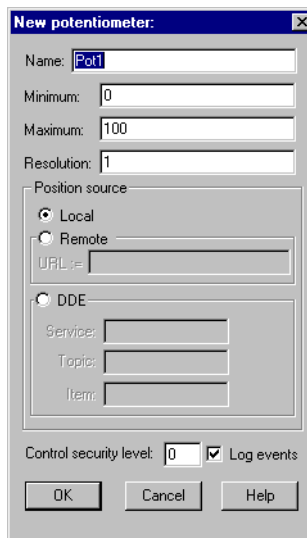 New potentiometer:
Name: Pot1
Minimum: 0
Maximum: 100
Resolution: 1
Position source
Local
Remote
URL :=
DDE
Service:
Topic:
Item:
Control security level: 0 Log events
OK Cancel Help